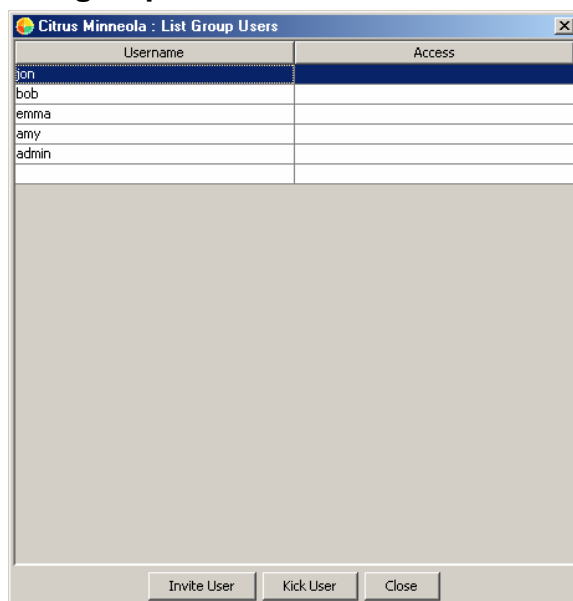 Citrus Minneola : List Group Users
Username Access
jon
bob
emma
amy
admin
Invite User Kick User Close